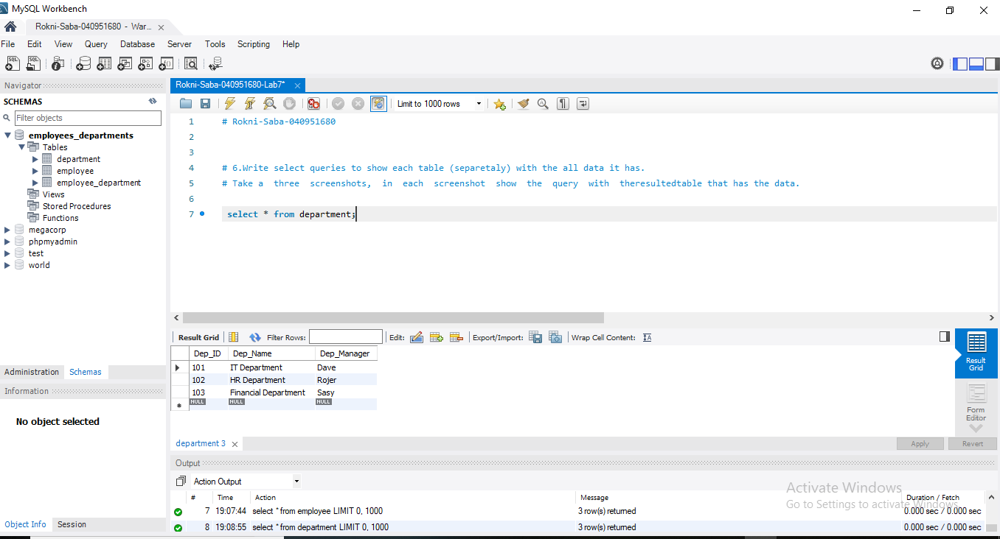 MySQL Workbench
Rokni-Saba-040951680 - War...
File Edit View Query Database Server Tools Scripting Help
Navigator
SCHEMAS
Filter objects
employees_departments
Tables
department
employee
employee_department
Views
Stored Procedures
Functions
megacorp
phpmyadmin
test
world
Administration Schemas
Information
No object selected
Object Info Session
Rokni-Saba-040951680-Lab7*
Limit to 1000 rows
1 # Rokni-Saba-040951680
2
3
4 # 6.Write select queries to show each table (separetaly) with the all data it has.
5 # Take a three screenshots, in each screenshot show the query with theresultedtable that has the data.
6
7 select * from department;
Result Grid Filter Rows: Edit: Export/Import: Wrap Cell Content:
Dep_ID Dep_Name Dep_Manager
101 IT Department Dave
102 HR Department Rojer
103 Financial Department Sasy
NULL NULL NULL
Result Grid
Form Editor
department 3
Apply Revert
Output
Action Output
# Time Action Message Duration / Fetch
7 19:07:44 select * from employee LIMIT 0, 1000 3 row(s) returned 0.000 sec / 0.000 sec
8 19:08:55 select * from department LIMIT 0, 1000 3 row(s) returned 0.000 sec / 0.000 sec
Activate Windows
Go to Settings to activate Windows.